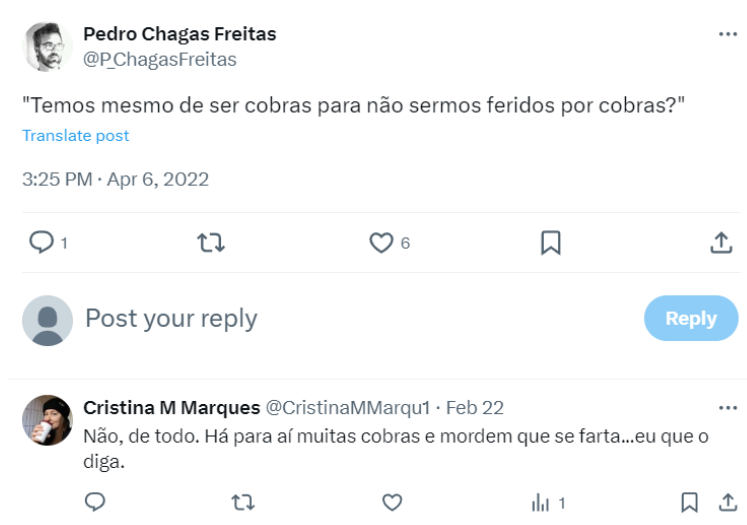 Pedro Chagas Freitas
@P_ChagasFreitas
"Temos mesmo de ser cobras para não sermos feridos por cobras?"
Translate post
3:25 PM · Apr 6, 2022
1
6
Post your reply
Reply
Cristina M Marques @CristinaMMarqu1 · Feb 22
Não, de todo. Há para aí muitas cobras e mordem que se farta...eu que o
diga.
1